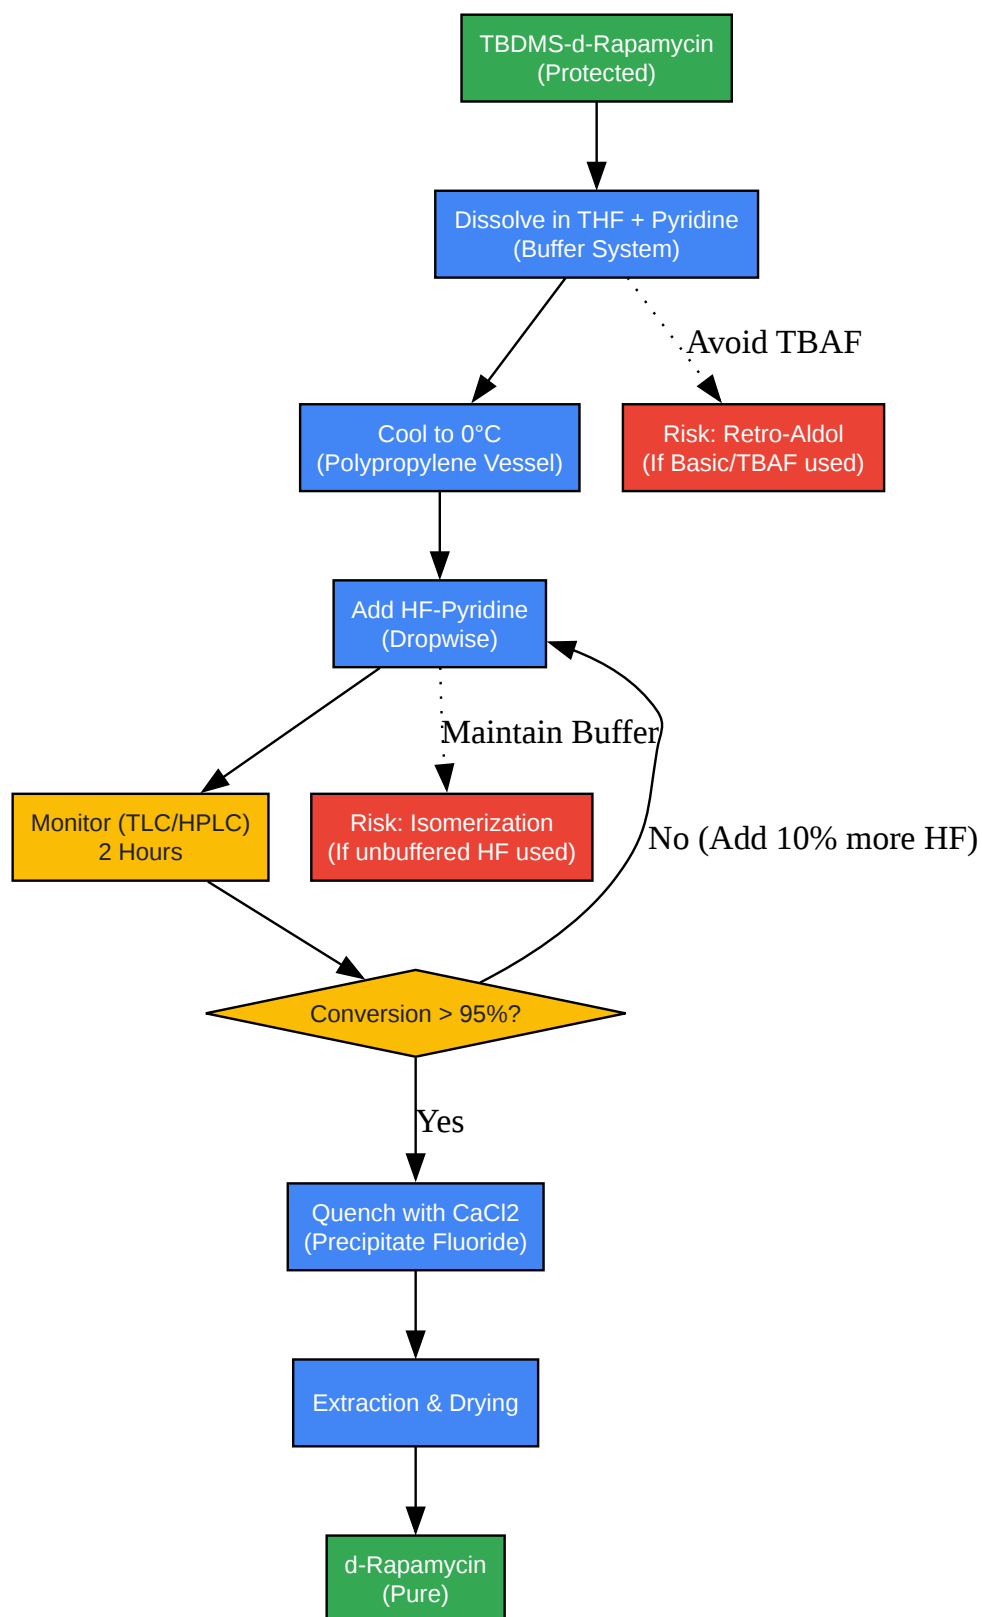 TBDMS-d-Rapamycin
(Protected)
Dissolve in THF + Pyridine
(Buffer System)
Avoid TBAF
Cool to 0°C
(Polypropylene Vessel)
Risk: Retro-Aldol
(If Basic/TBAF used)
Add HF-Pyridine
(Dropwise)
Maintain Buffer
Monitor (TLC/HPLC)
2 Hours
Risk: Isomerization
(If unbuffered HF used)
No (Add 10% more HF)
Conversion > 95%?
Yes
Quench with CaCl2
(Precipitate Fluoride)
Extraction & Drying
d-Rapamycin
(Pure)